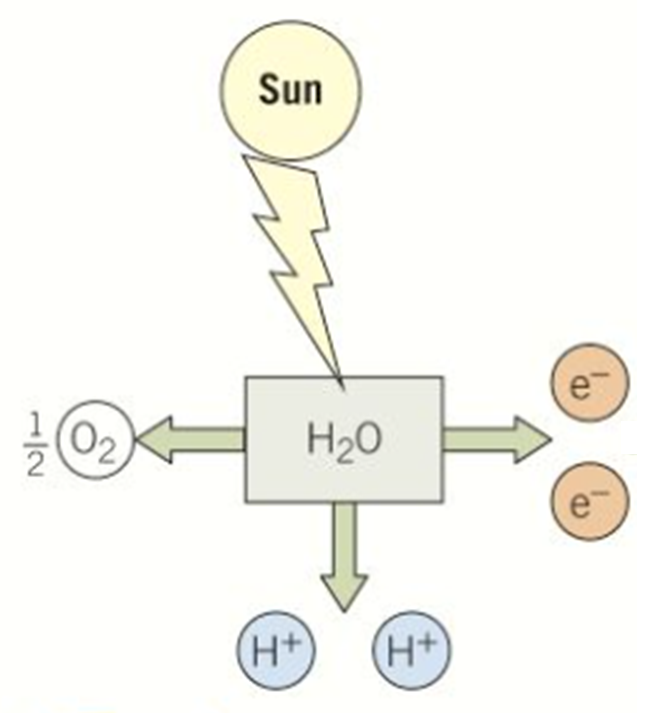 Sun
e⁻
½ O₂
H₂O
e⁻
H⁺ H⁺